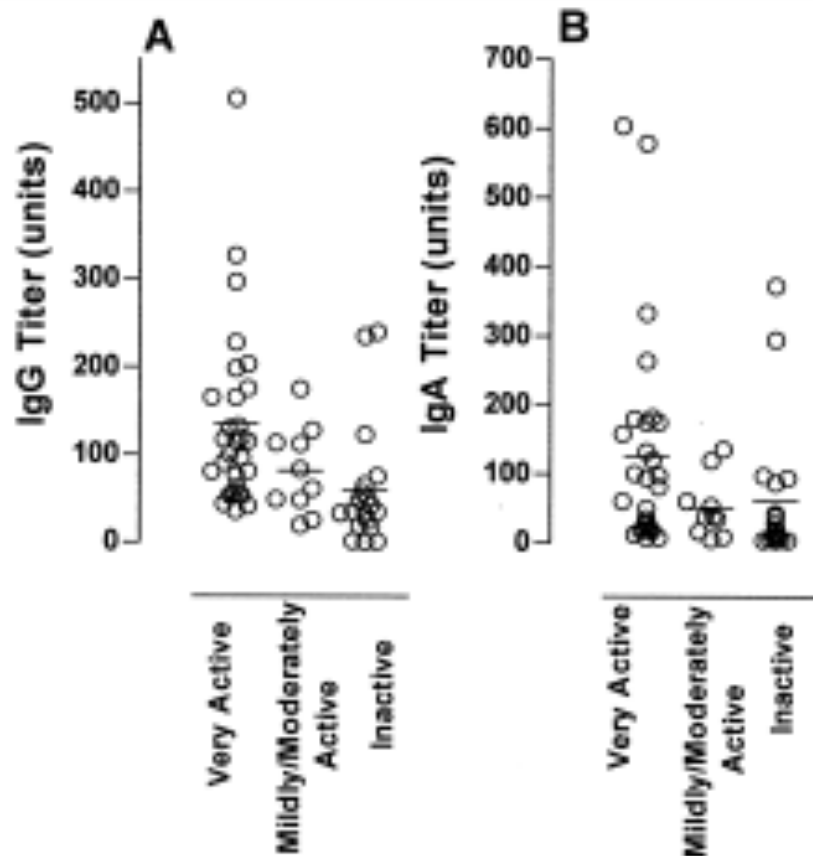 A
IgG Titer (units)
500
400
300
200
100
0
Very Active
Mildly/Moderately
Active
Inactive
B
IgA Titer (units)
700
600
500
400
300
200
100
0
Very Active
Mildly/Moderately
Active
Inactive